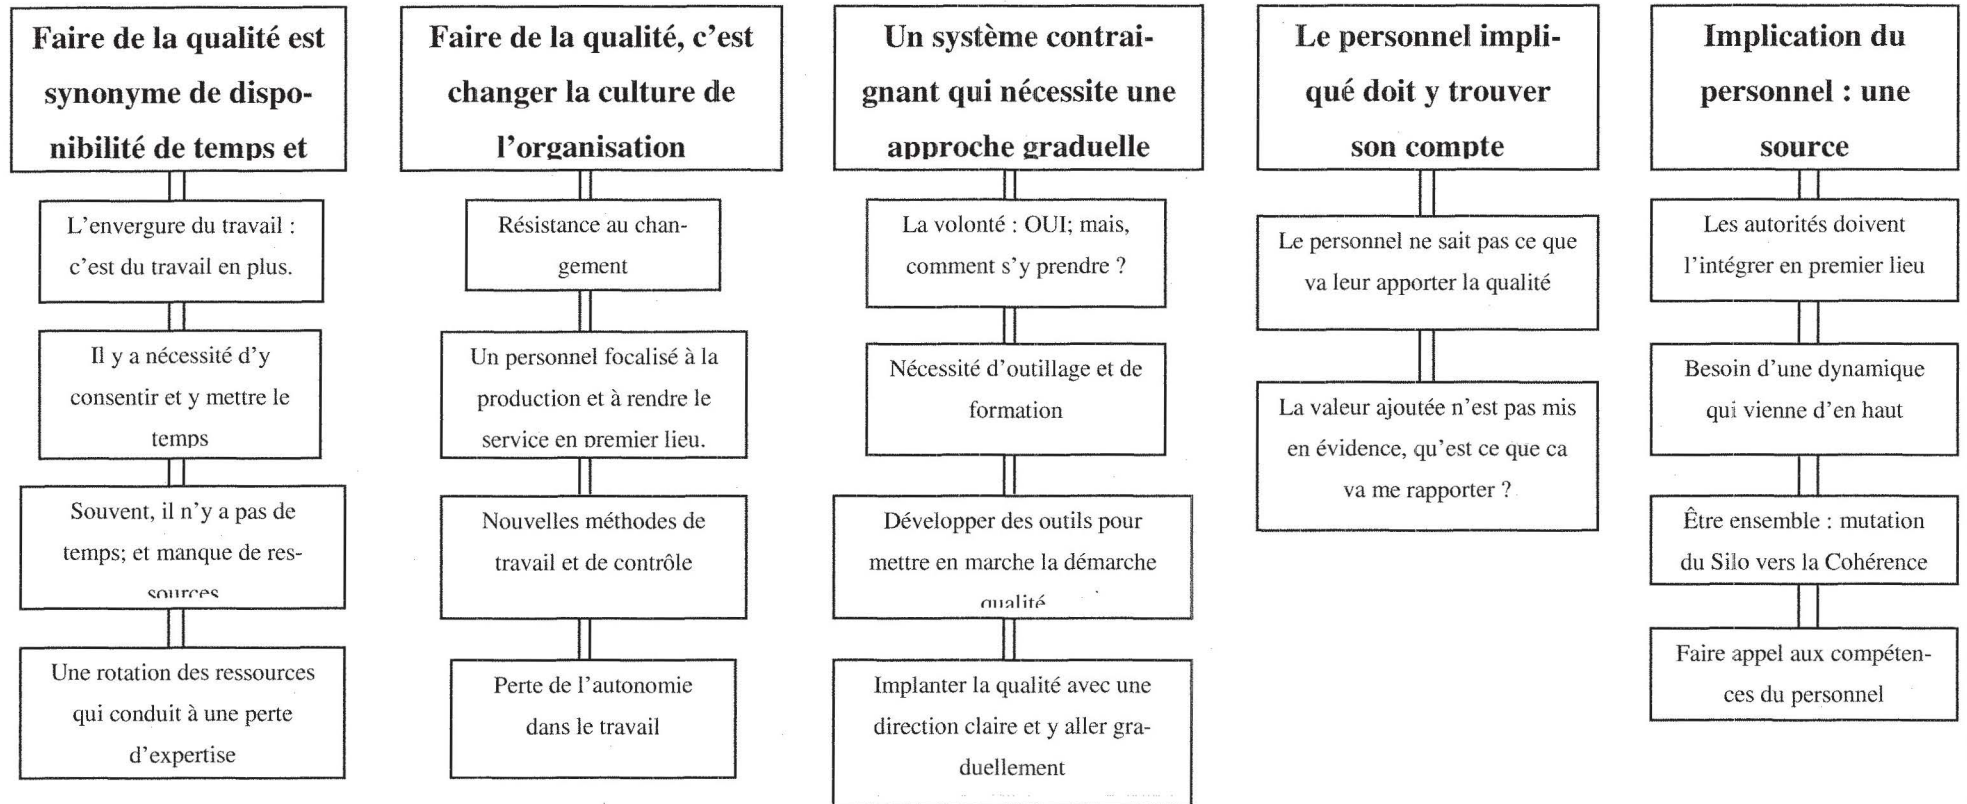 Faire de la qualité est
synonyme de dispo-
nibilité de temps et
L'envergure du travail :
c'est du travail en plus.
Il y a nécessité d'y
consentir et y mettre le
temps
Souvent, il n'y a pas de
temps; et manque de res-
sources
Une rotation des ressources
qui conduit à une perte
d'expertise
Faire de la qualité, c'est
changer la culture de
l'organisation
Résistance au chan-
gement
Un personnel focalisé à la
production et à rendre le
service en premier lieu.
Nouvelles méthodes de
travail et de contrôle
Perte de l'autonomie
dans le travail
Un système contrai-
gnant qui nécessite une
approche graduelle
La volonté : OUI; mais,
comment s'y prendre ?
Nécessité d'outillage et de
formation
Développer des outils pour
mettre en marche la démarche
qualité
Implanter la qualité avec une
direction claire et y aller gra-
duellement
Le personnel impli-
qué doit y trouver
son compte
Le personnel ne sait pas ce que
va leur apporter la qualité
La valeur ajoutée n'est pas mis
en évidence, qu'est ce que ca
va me rapporter ?
Implication du
personnel : une
source
Les autorités doivent
l'intégrer en premier lieu
Besoin d'une dynamique
qui vienne d'en haut
Être ensemble : mutation
du Silo vers la Cohérence
Faire appel aux compéten-
ces du personnel